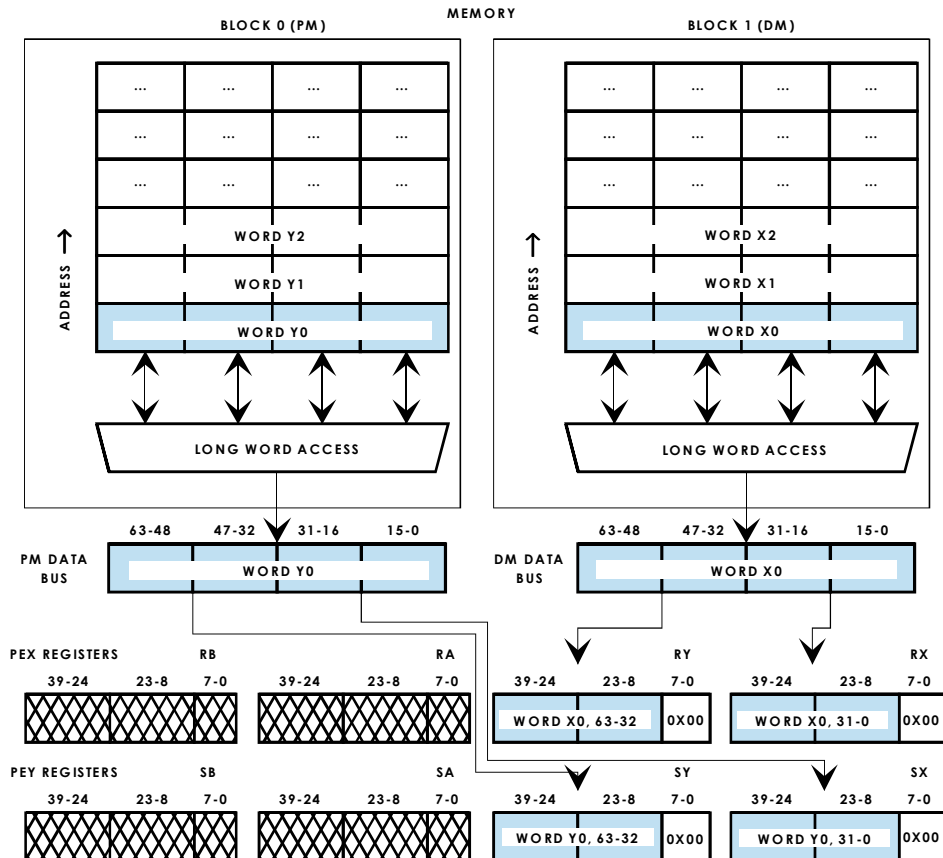 MEMORY
BLOCK 0 (PM) BLOCK 1 (DM)
... ... ... ... ... ... ... ...
... ... ... ... ... ... ... ...
... ... ... ... ... ... ... ...
WORD Y2 WORD X2
WORD Y1 WORD X1
ADDRESS → ADDRESS →
WORD Y0 WORD X0
LONG WORD ACCESS LONG WORD ACCESS
63-48 47-32 31-16 15-0 63-48 47-32 31-16 15-0
PM DATA BUS WORD Y0 DM DATA BUS WORD X0
PEX REGISTERS RB RA RY RX
39-24 23-8 7-0 39-24 23-8 7-0 39-24 23-8 7-0 39-24 23-8 7-0
WORD X0, 63-32 0X00 WORD X0, 31-0 0X00
PEY REGISTERS SB SA SY SX
39-24 23-8 7-0 39-24 23-8 7-0 39-24 23-8 7-0 39-24 23-8 7-0
WORD Y0, 63-32 0X00 WORD Y0, 31-0 0X00